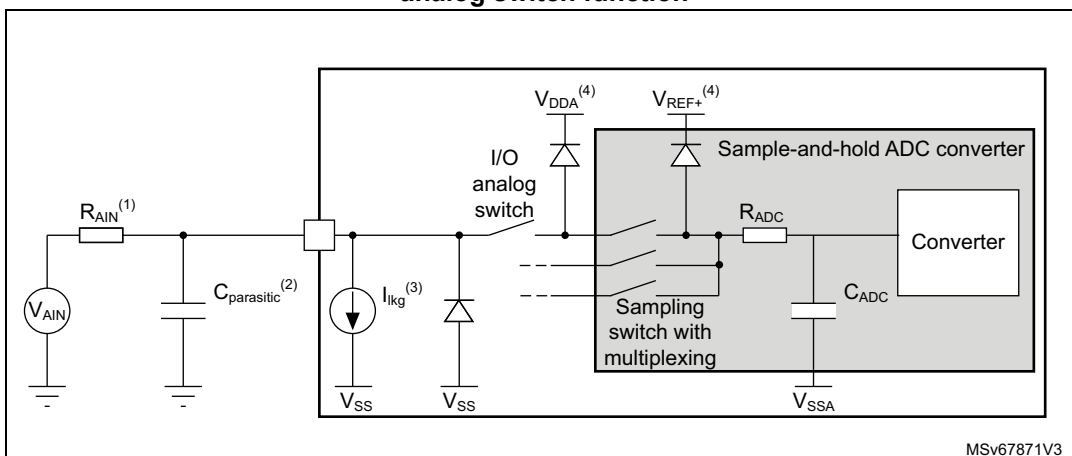 analog switch function
V_DDA(4)
V_REF+(4)
Sample-and-hold ADC converter
I/O
analog
switch
R_AIN(1)
R_ADC
Converter
V_AIN
C_parasitic(2)
I_lkg(3)
C_ADC
Sampling
switch with
multiplexing
V_SS
V_SS
V_SSA
MSv67871V3